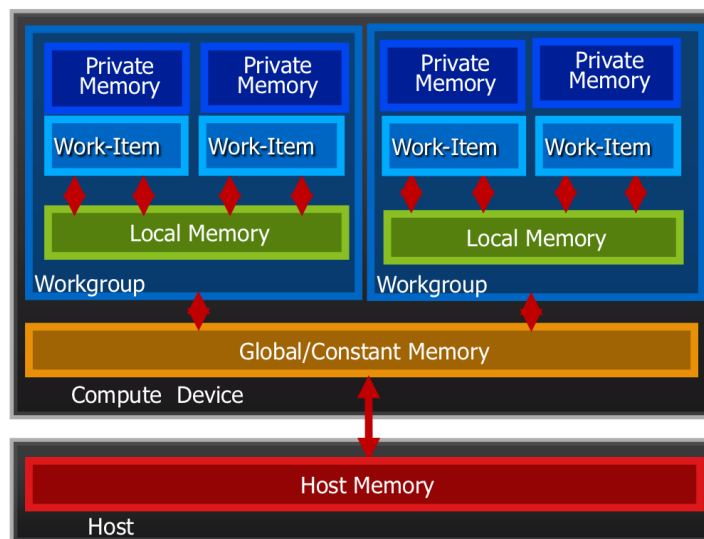 Private
Memory
Private
Memory
Private
Memory
Private
Memory
Work-Item
Work-Item
Work-Item
Work-Item
Local Memory
Local Memory
Workgroup
Workgroup
Global/Constant Memory
Compute Device
Host Memory
Host